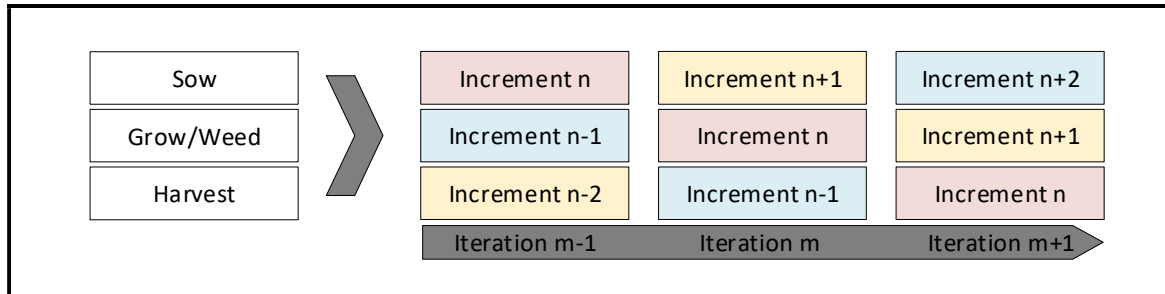 Sow Increment n Increment n+1 Increment n+2
Grow/Weed Increment n-1 Increment n Increment n+1
Harvest Increment n-2 Increment n-1 Increment n
Iteration m-1 Iteration m Iteration m+1